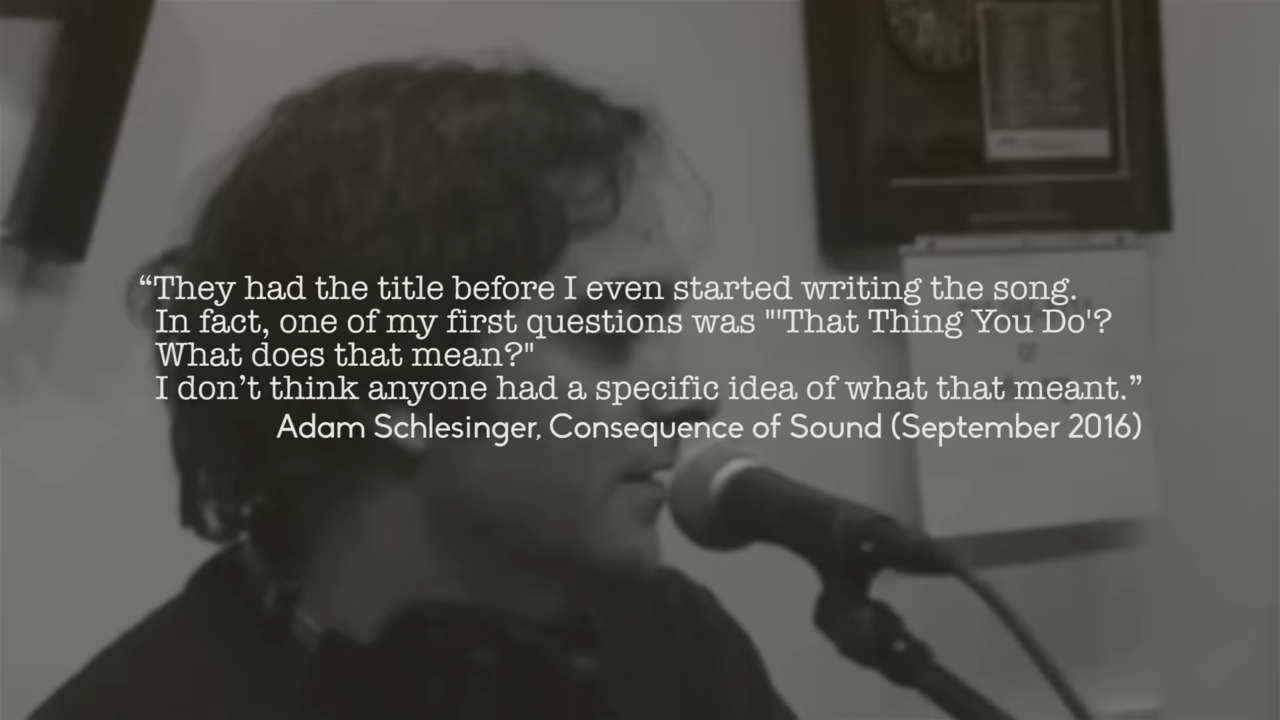 “They had the title before I even started writing the song.
In fact, one of my first questions was "'That Thing You Do'?
What does that mean?"
I don’t think anyone had a specific idea of what that meant.”
Adam Schlesinger, Consequence of Sound (September 2016)